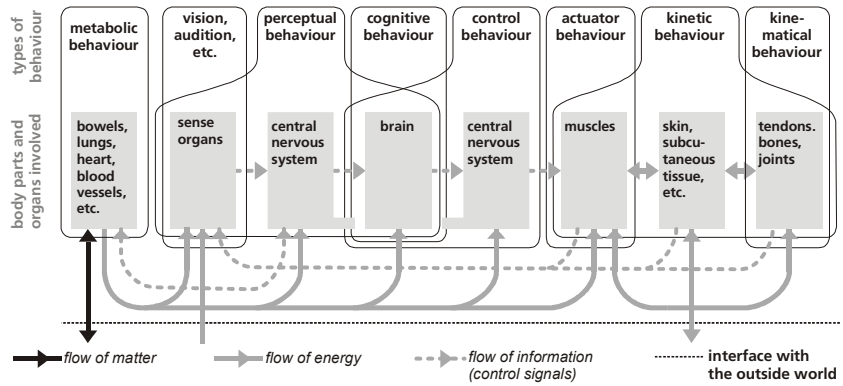 types of
behaviour
metabolic
behaviour
vision,
audition,
etc.
perceptual
behaviour
cognitive
behaviour
control
behaviour
actuator
behaviour
kinetic
behaviour
kine-
matical
behaviour
body parts and
organs involved
bowels,
lungs,
heart,
blood
vessels,
etc.
sense
organs
central
nervous
system
brain
central
nervous
system
muscles
skin,
subcu-
taneous
tissue,
etc.
tendons.
bones,
joints
flow of matter
flow of energy
flow of information
(control signals)
interface with
the outside world